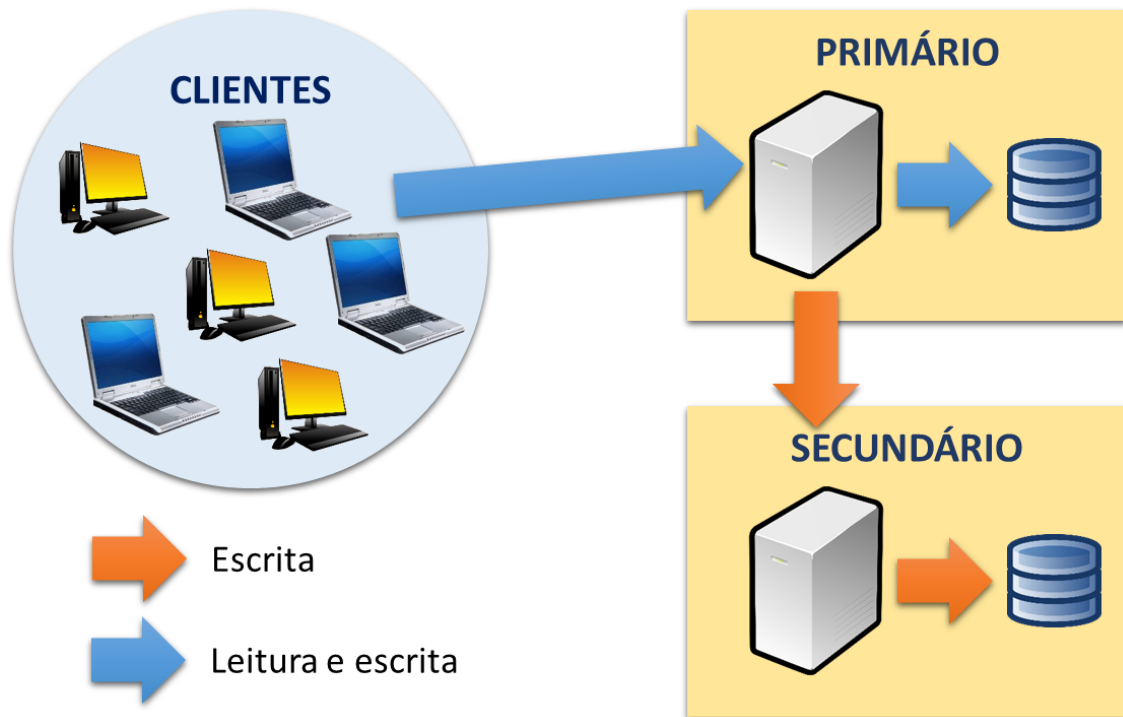 CLIENTES
PRIMÁRIO
SECUNDÁRIO
Escrita
Leitura e escrita